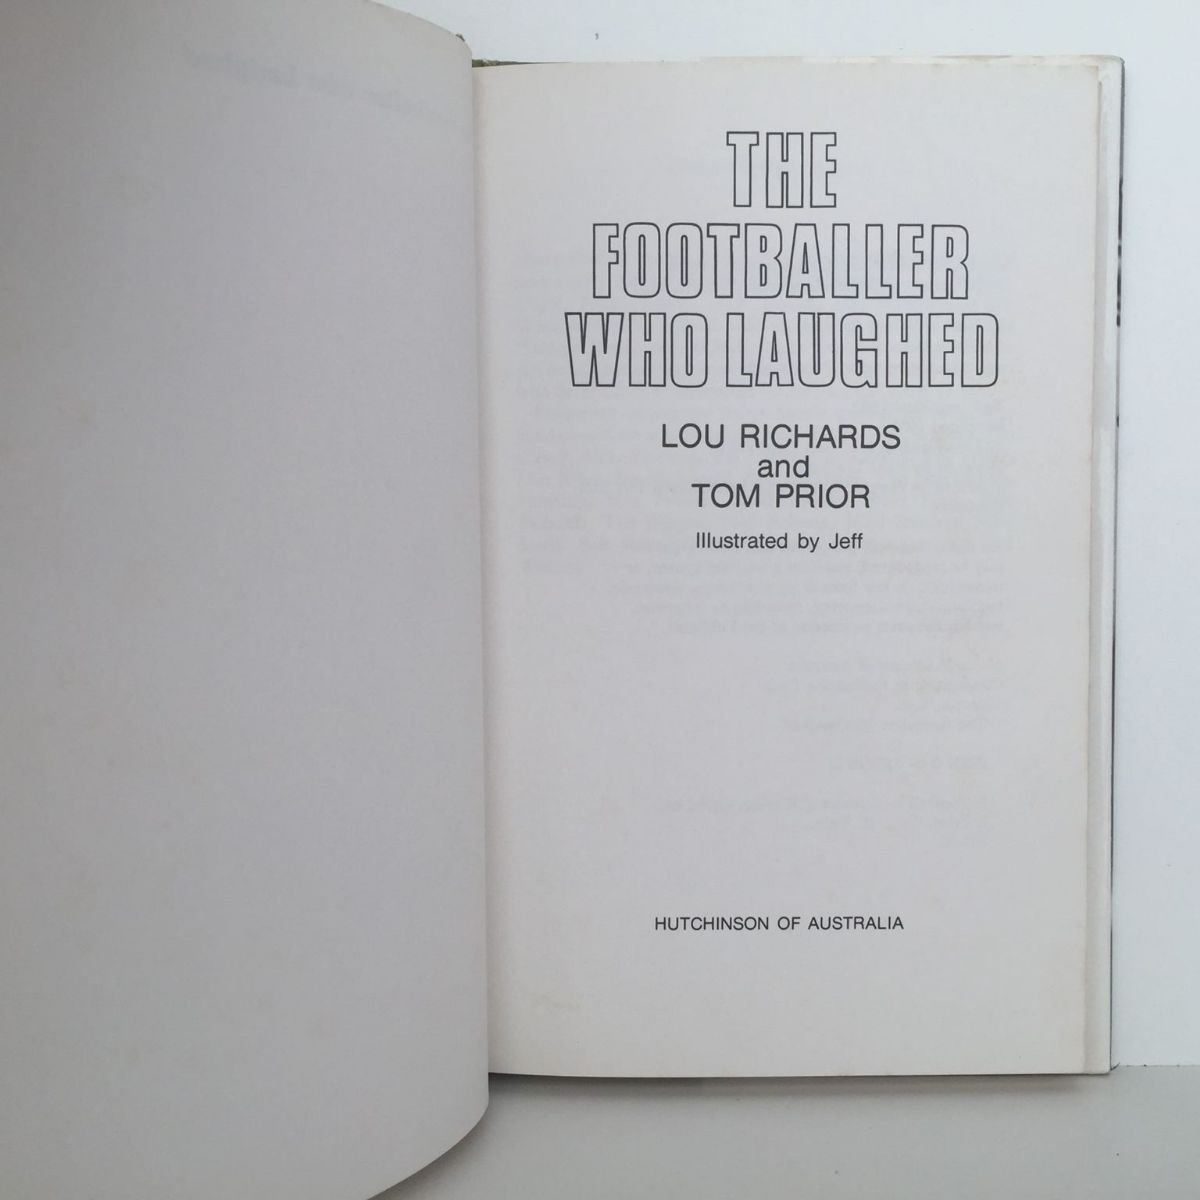 THE
FOOTBALLER
WHO LAUGHED
LOU RICHARDS
and
TOM PRIOR
Illustrated by Jeff
HUTCHINSON OF AUSTRALIA